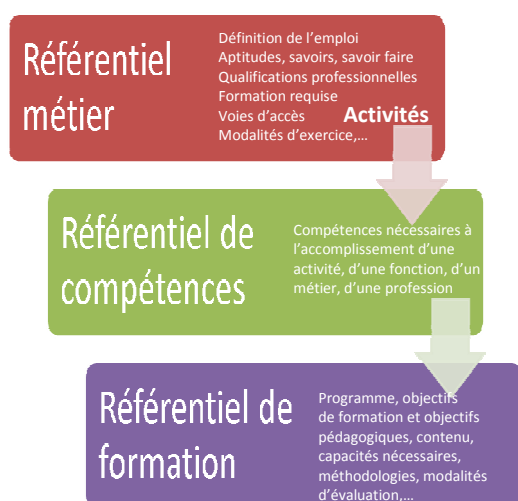 Référentiel
métier
Définition de l'emploi
Aptitudes, savoirs, savoir faire
Qualifications professionnelles
Formation requise
Voies d'accès
Activités
Modalités d'exercice,...
Référentiel de
compétences
Compétences nécessaires à
l'accomplissement d'une
activité, d'une fonction, d'un
métier, d'une profession
Référentiel de
formation
Programme, objectifs
de formation et objectifs
pédagogiques, contenu,
capacités nécessaires,
méthodologies, modalités
d'évaluation,...